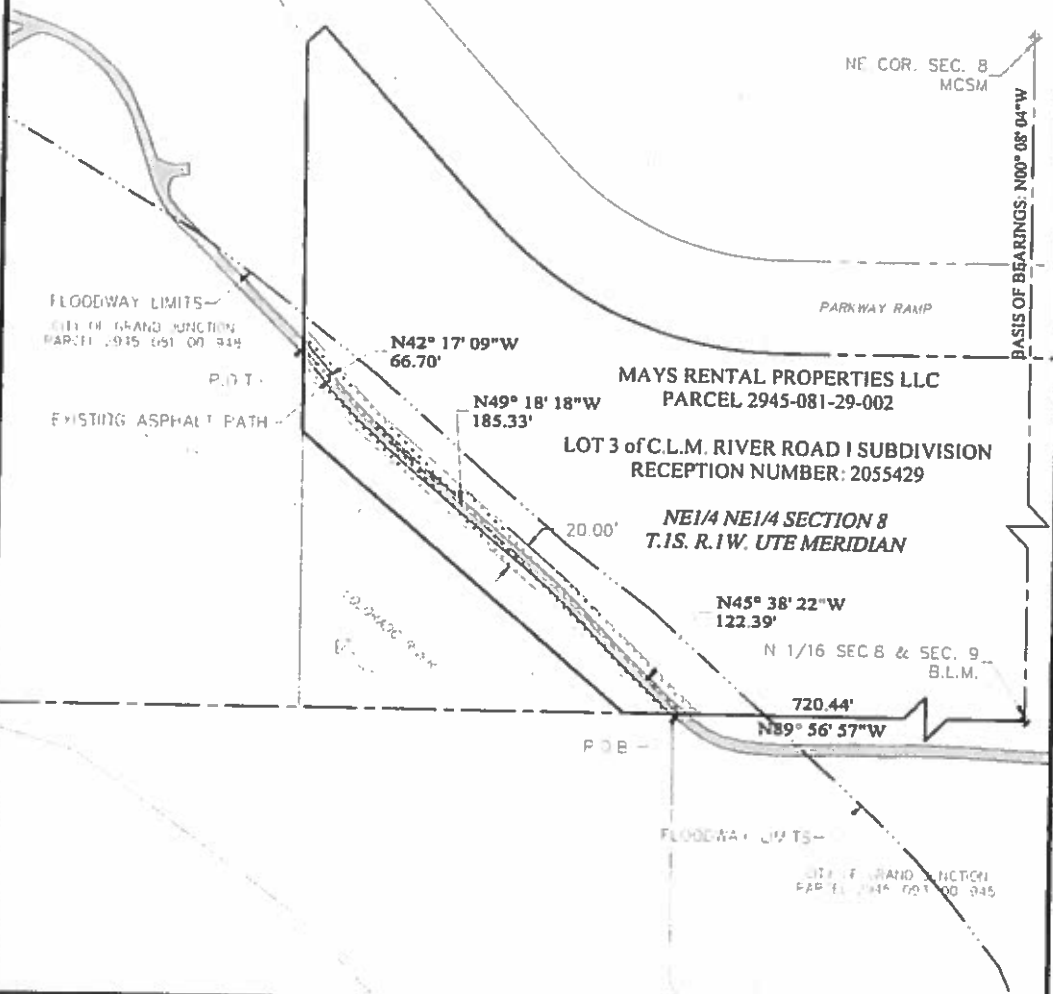 NE COR. SEC. 8
MCSM
BASIS OF BEARINGS: N00° 08' 04"W
FLOODWAY LIMITS
CITY OF GRAND JUNCTION
PARCEL 2945
PARKWAY RAMP
N42° 17' 09"W
66.70'
P.O.T
EXISTING ASPHALT PATH
MAYS RENTAL PROPERTIES LLC
PARCEL 2945-081-29-002
N49° 18' 18"W
185.33'
LOT 3 of C.L.M. RIVER ROAD I SUBDIVISION
RECEPTION NUMBER: 2055429
20.00'
NE1/4 NE1/4 SECTION 8
T.1S. R.1W. UTE MERIDIAN
COLORADO
N45° 38' 22"W
122.39'
N 1/16 SEC 8 & SEC. 9
B.L.M.
720.44'
N89° 56' 57"W
P.O.B
FLOODWAY LIMITS
CITY OF GRAND JUNCTION
PARCEL